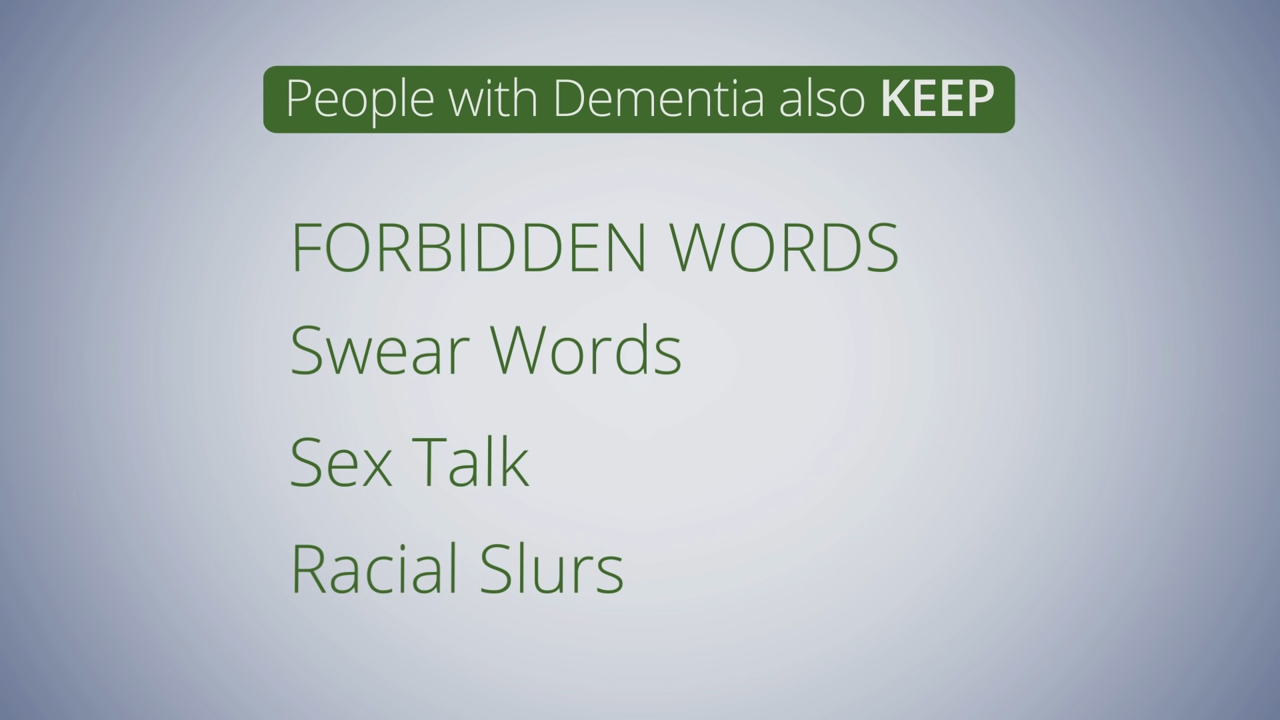 People with Dementia also KEEP
FORBIDDEN WORDS
Swear Words
Sex Talk
Racial Slurs